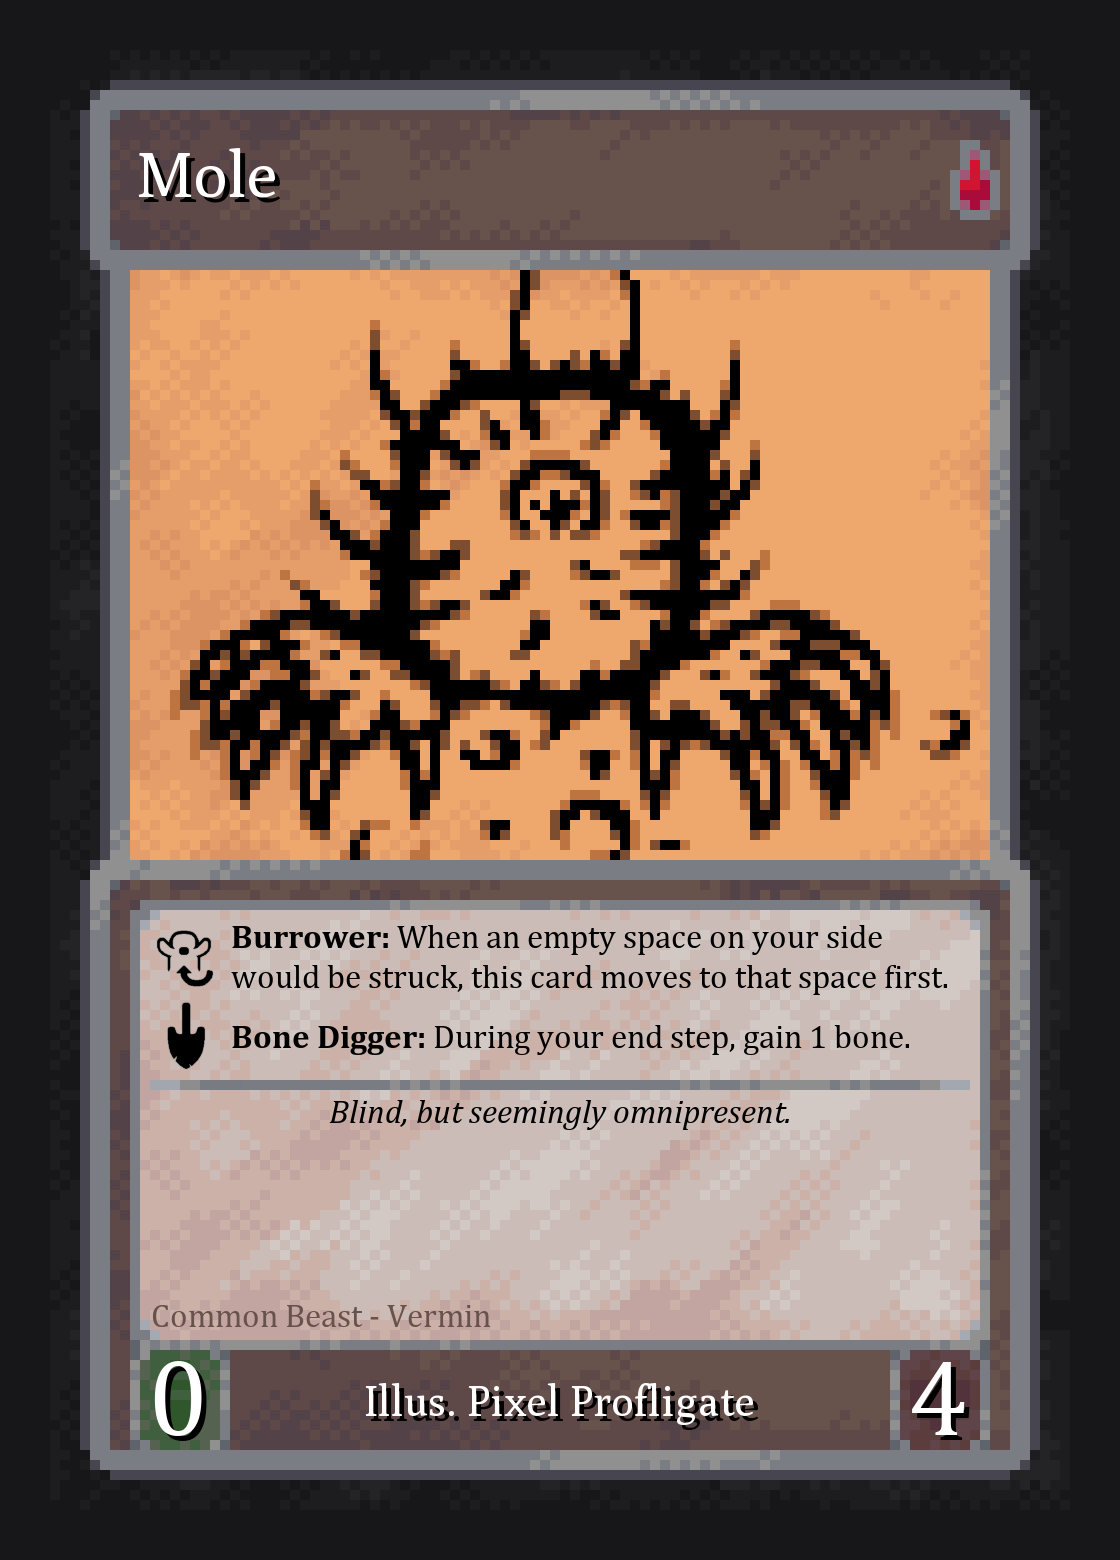 Mole
Burrower: When an empty space on your side
would be struck, this card moves to that space first.
Bone Digger: During your end step, gain 1 bone.
Blind, but seemingly omnipresent.
Common Beast - Vermin
0
Illus. Pixel Profligate
4